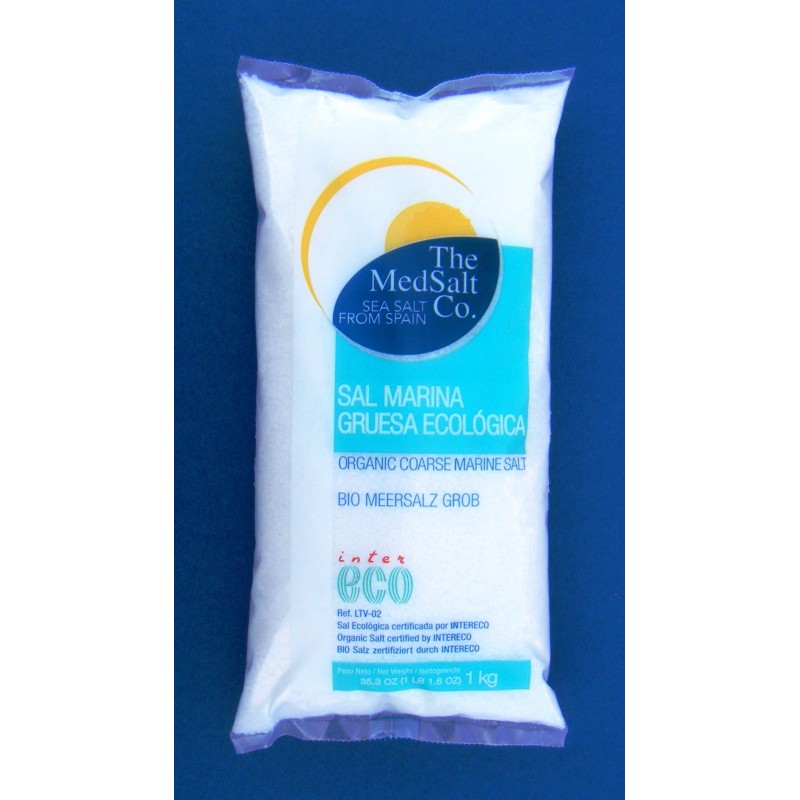 The
MedSalt
SEA SALT Co.
FROM SPAIN
SAL MARINA
GRUESA ECOLÓGICA
ORGANIC COARSE MARINE SALT
BIO MEERSALZ GROB
inter
eco
Ref. LTV-02
Sal Ecológica certificada por INTERECO
Organic Salt certified by INTERECO
BIO Salz zertifiziert durch INTERECO
Peso Neto / Net Weight / Nettogewicht
35.3 OZ (1 LB 1.6 OZ) 1 kg